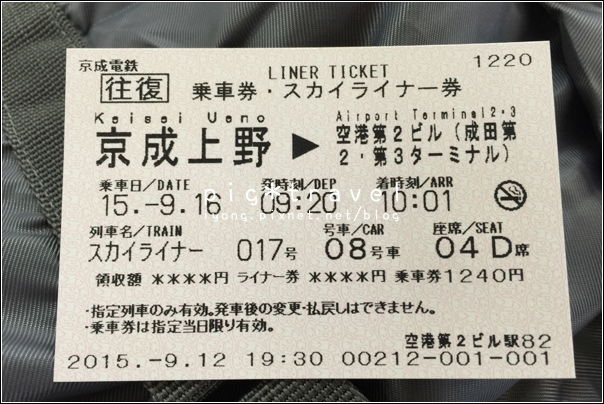 京成電鉄
LINER TICKET
1220
往復
乗車券・スカイライナー券
Keisei Ueno
Airport Terminal2・3
京成上野 ▶ 空港第2ビル(成田第
2・第3ターミナル)
乗車日/DATE 発時刻/DEP 着時刻/ARR
15.-9.16 09:20 10:01
pig*rave
iyong.pixnet.net/blog
列車名/TRAIN 号車/CAR 座席/SEAT
スカイライナー 017号 08号車 04D席
領収額 ****円 ライナー券 ****円 乗車券1240円
・指定列車のみ有効。発車後の変更・払戻しはできません。
・乗車券は指定当日限り有効。
空港第2ビル駅82
2015.-9.12 19:30 00212-001-001